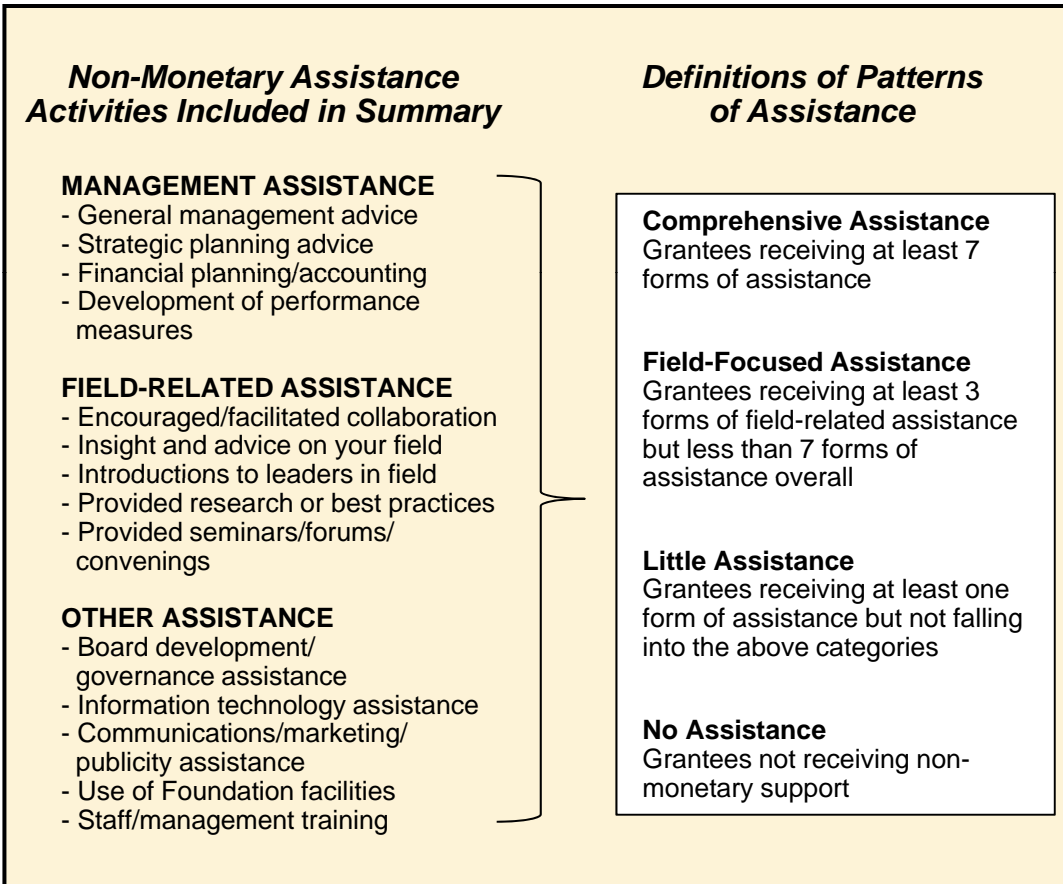 Non-Monetary Assistance
Activities Included in Summary
MANAGEMENT ASSISTANCE
- General management advice
- Strategic planning advice
- Financial planning/accounting
- Development of performance
measures
FIELD-RELATED ASSISTANCE
- Encouraged/facilitated collaboration
- Insight and advice on your field
- Introductions to leaders in field
- Provided research or best practices
- Provided seminars/forums/
convenings
OTHER ASSISTANCE
- Board development/
governance assistance
- Information technology assistance
- Communications/marketing/
publicity assistance
- Use of Foundation facilities
- Staff/management training
Definitions of Patterns
of Assistance
Comprehensive Assistance
Grantees receiving at least 7
forms of assistance
Field-Focused Assistance
Grantees receiving at least 3
forms of field-related assistance
but less than 7 forms of
assistance overall
Little Assistance
Grantees receiving at least one
form of assistance but not falling
into the above categories
No Assistance
Grantees not receiving non-
monetary support